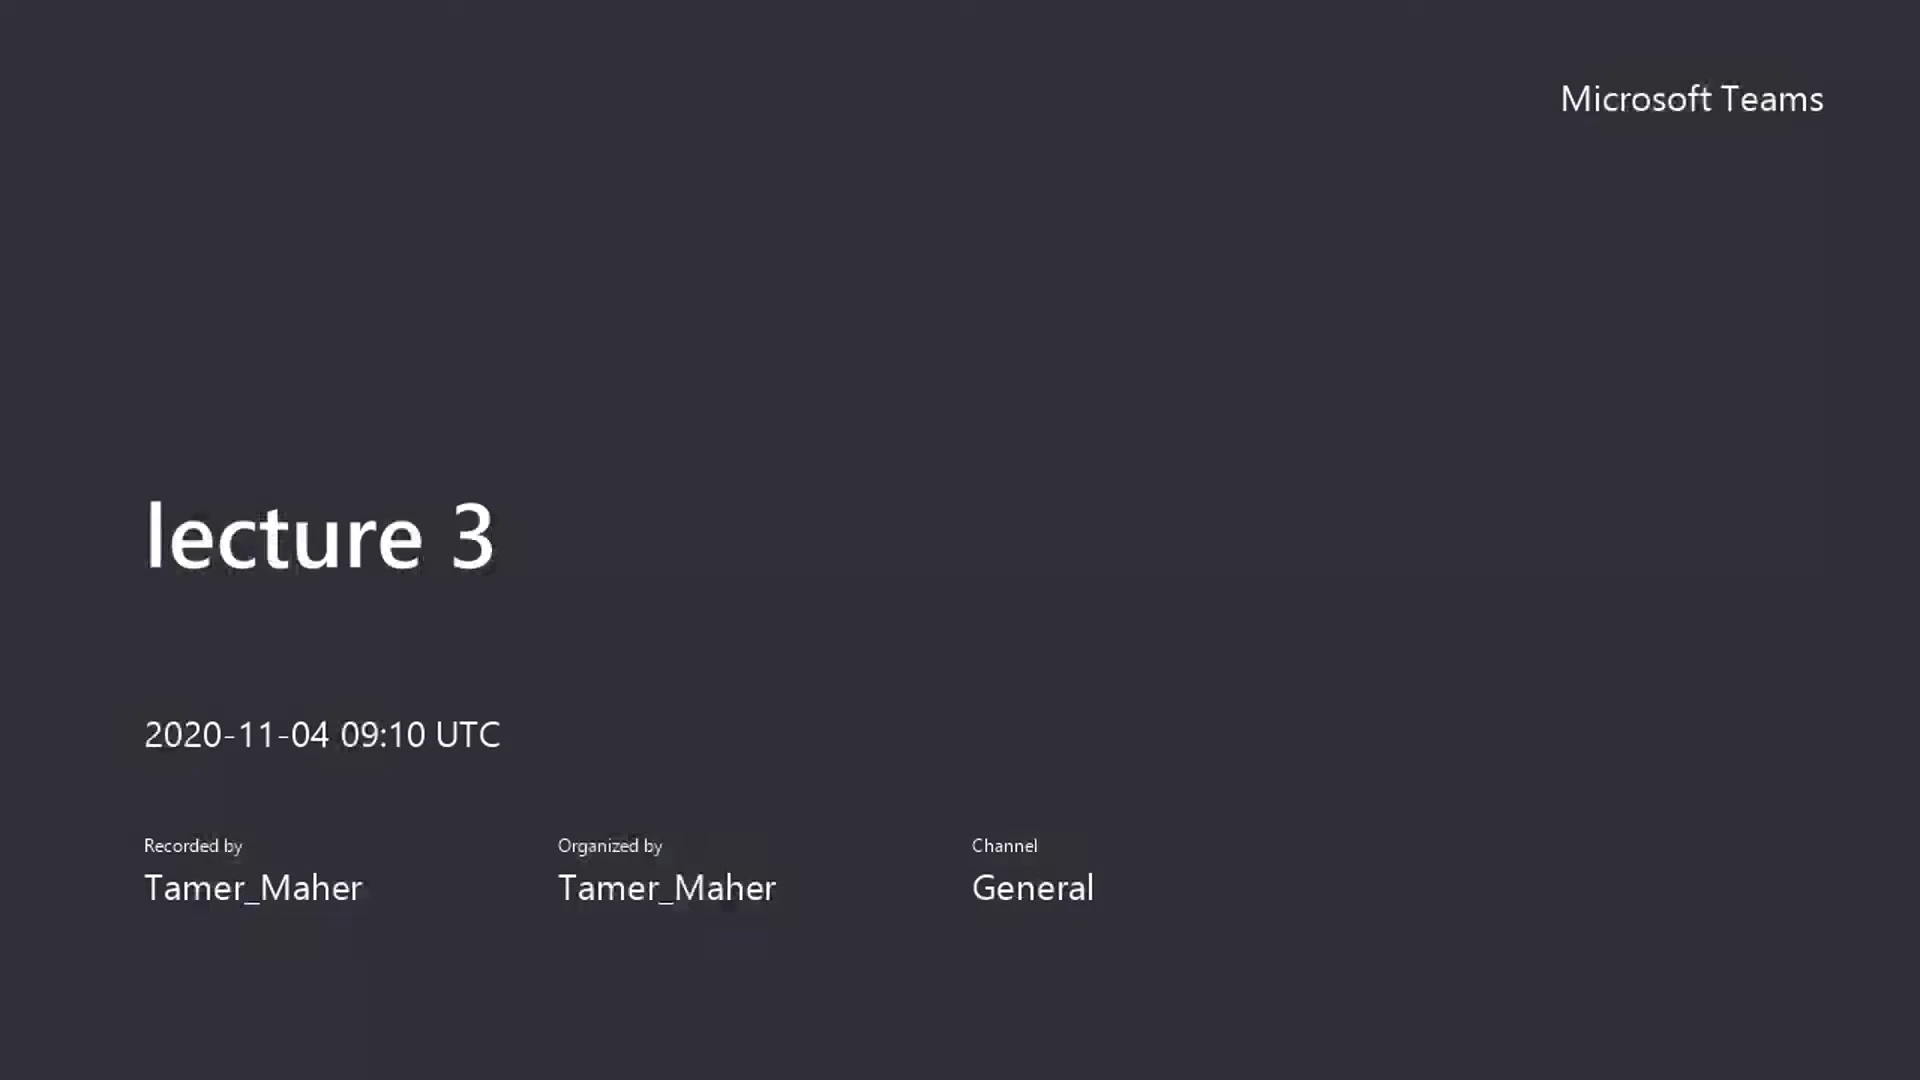 Microsoft Teams
lecture 3
2020-11-04 09:10 UTC
Recorded by
Tamer_Maher
Organized by
Tamer_Maher
Channel
General